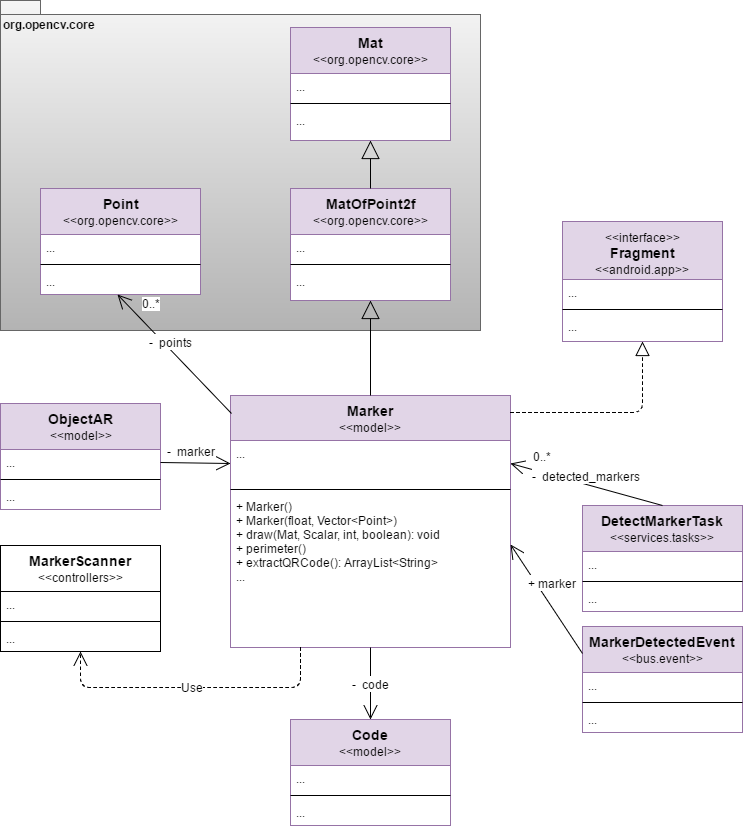 org.opencv.core
Mat
<<org.opencv.core>>
...
...
Point
<<org.opencv.core>>
...
...
MatOfPoint2f
<<org.opencv.core>>
...
...
<<interface>>
Fragment
<<android.app>>
...
...
0..*
- points
ObjectAR
<<model>>
...
...
- marker
Marker
<<model>>
...
+ Marker()
+ Marker(float, Vector<Point>)
+ draw(Mat, Scalar, int, boolean): void
+ perimeter()
+ extractQRCode(): ArrayList<String>
...
0..*
- detected_markers
DetectMarkerTask
<<services.tasks>>
...
...
MarkerScanner
<<controllers>>
...
...
+ marker
MarkerDetectedEvent
<<bus.event>>
...
...
Use
- code
Code
<<model>>
...
...